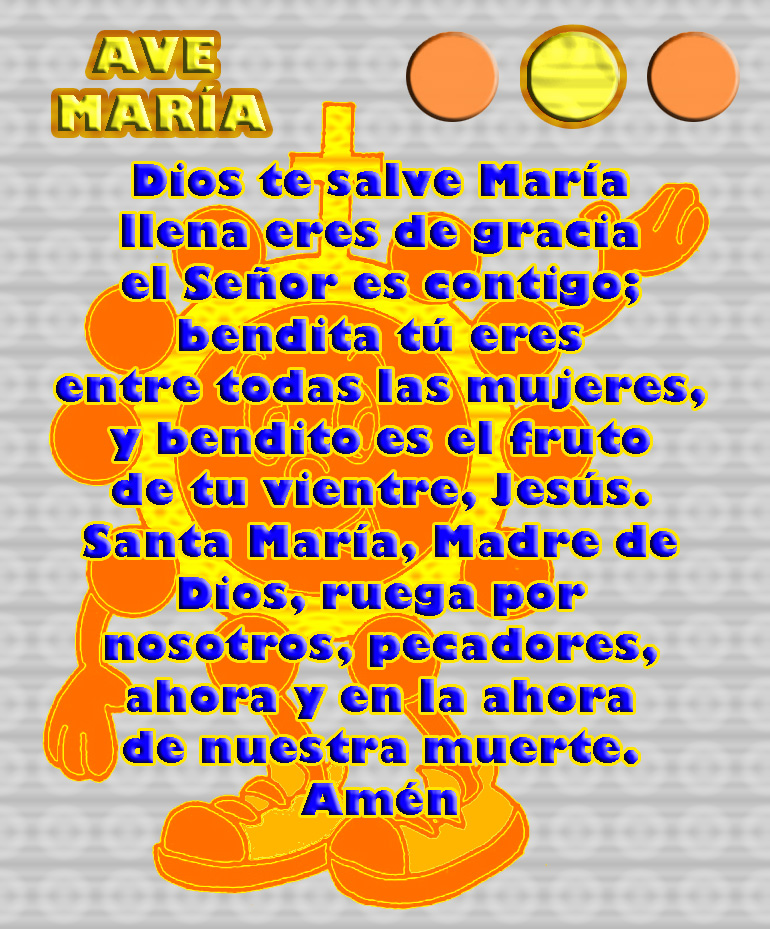 AVE
MARÍA
Dios te salve María
llena eres de gracia
el Señor es contigo;
bendita tú eres
entre todas las mujeres,
y bendito es el fruto
de tu vientre, Jesús.
Santa María, Madre de
Dios, ruega por
nosotros, pecadores,
ahora y en la ahora
de nuestra muerte.
Amén